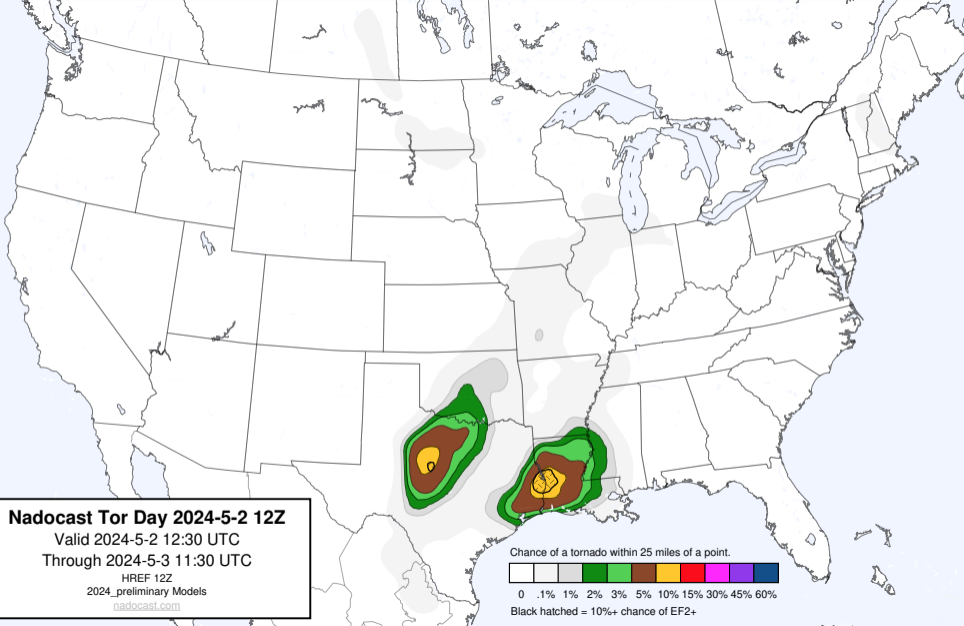 Nadocast Tor Day 2024-5-2 12Z
Valid 2024-5-2 12:30 UTC
Through 2024-5-3 11:30 UTC
HREF 12Z
2024_preliminary Models
nadocast.com
Chance of a tornado within 25 miles of a point.
0 .1% 1% 2% 3% 5% 10% 15% 30% 45% 60%
Black hatched = 10%+ chance of EF2+